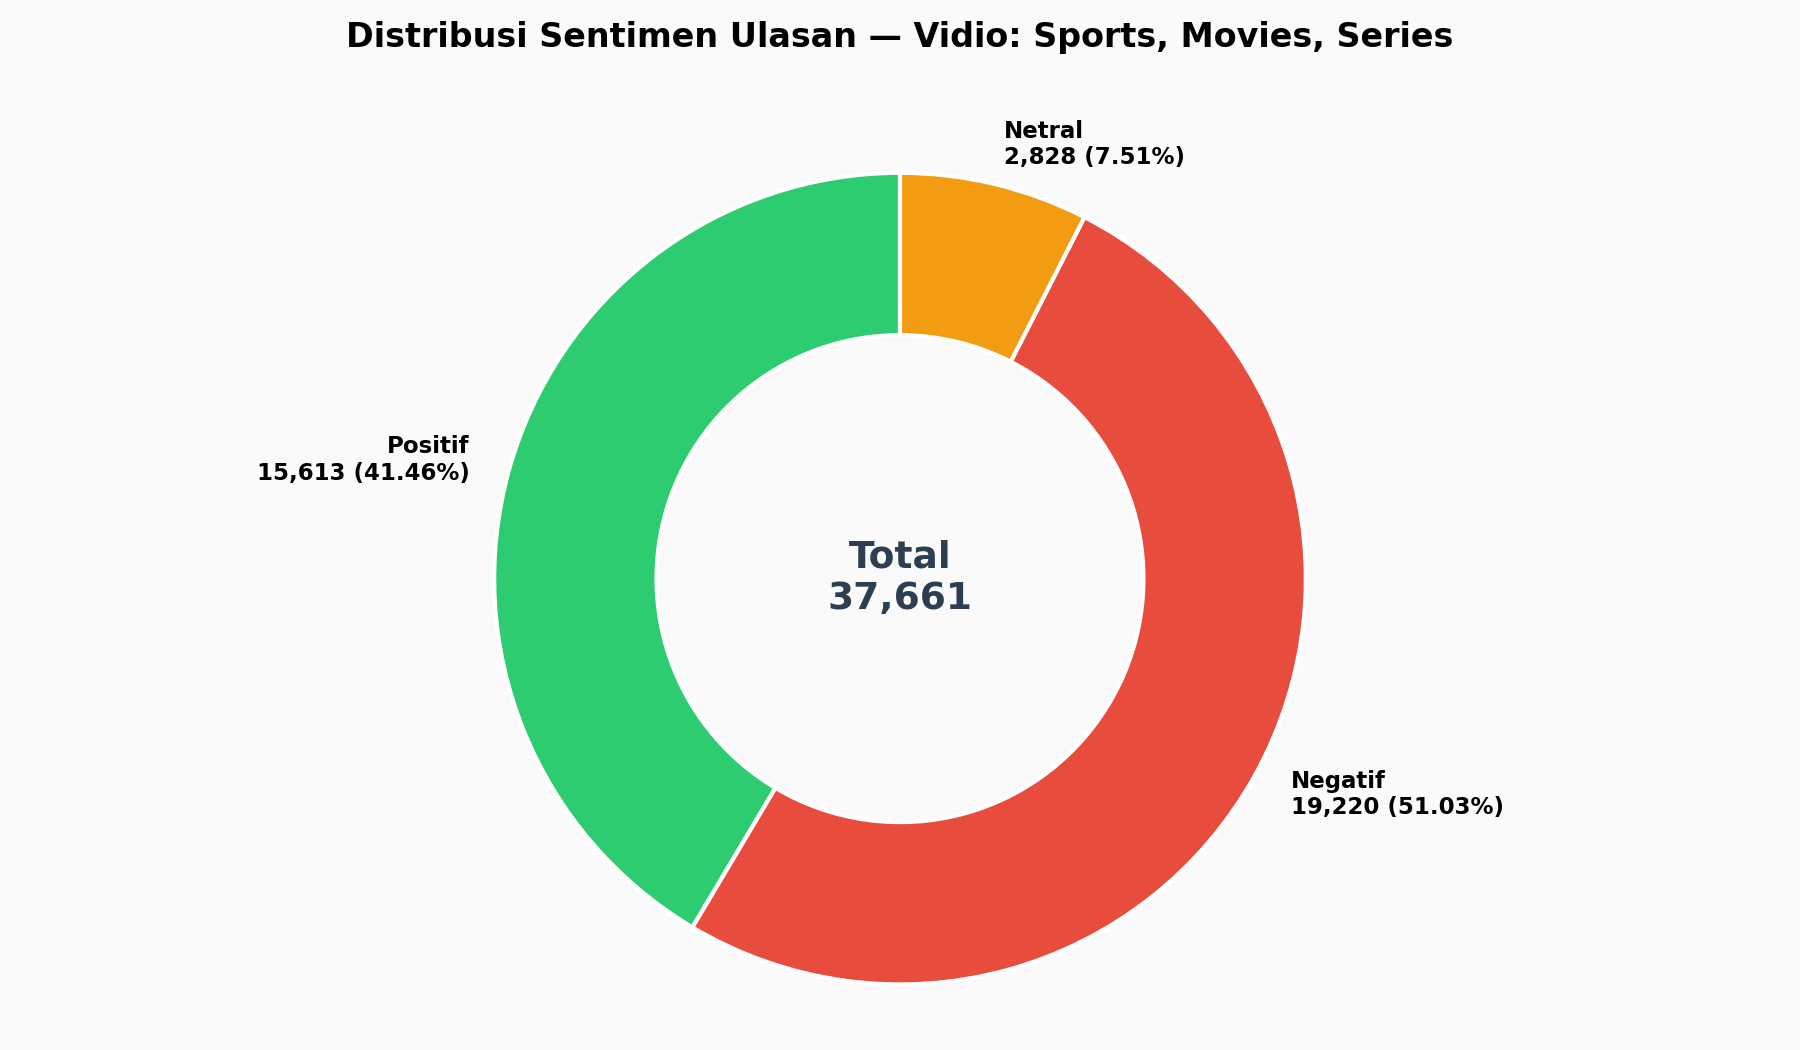 Distribusi Sentimen Ulasan — Vidio: Sports, Movies, Series
Netral
2,828 (7.51%)
Positif
15,613 (41.46%)
Total
37,661
Negatif
19,220 (51.03%)